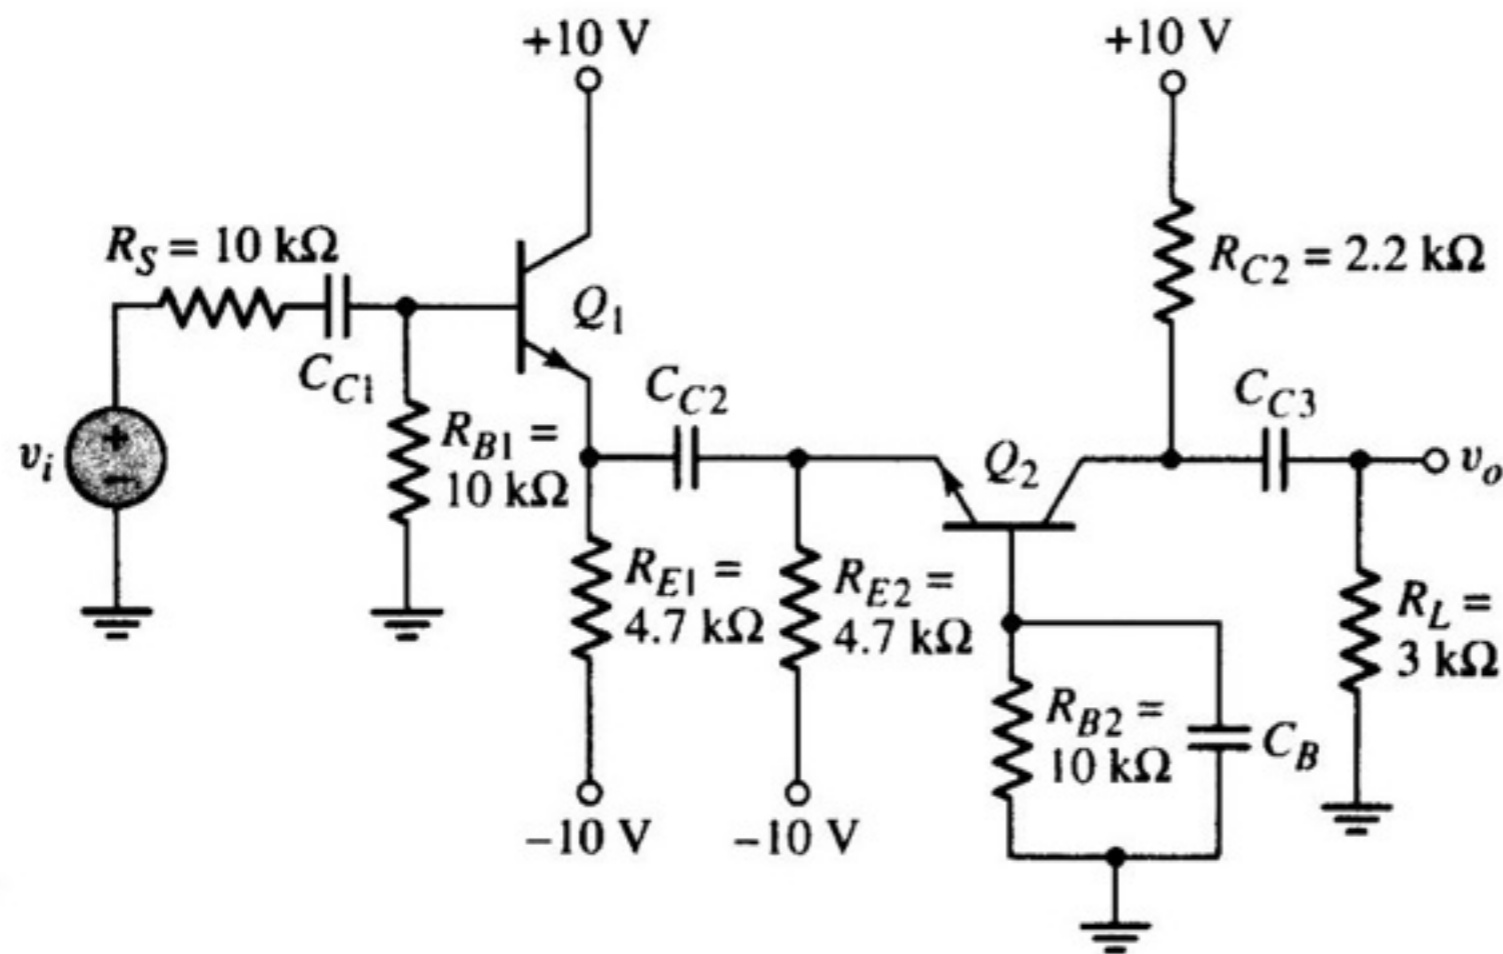 +10 V
+10 V
R_S = 10 kΩ
R_C2 = 2.2 kΩ
Q_1
C_C1
C_C2
C_C3
R_B1 =
10 kΩ
v_i
Q_2
v_o
R_E1 =
4.7 kΩ
R_E2 =
4.7 kΩ
R_L =
3 kΩ
R_B2 =
10 kΩ
C_B
−10 V
−10 V